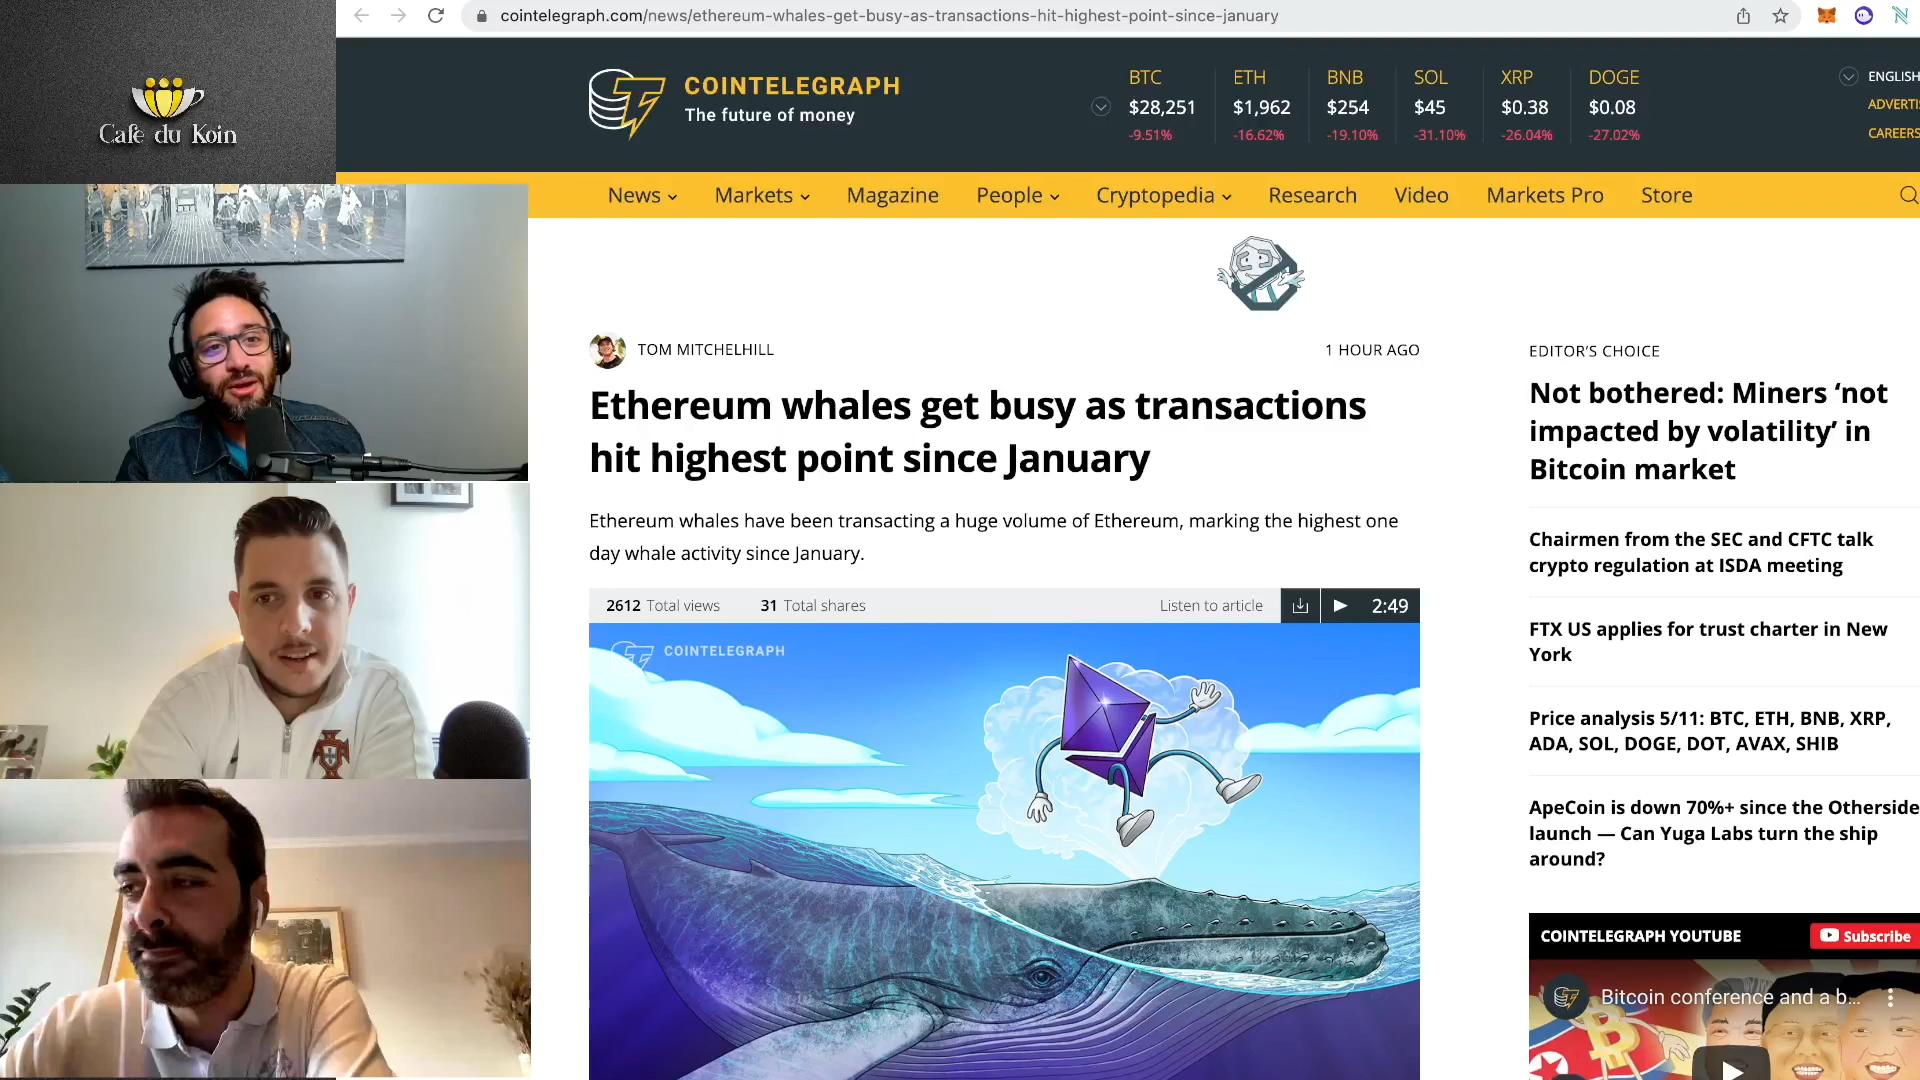 cointelegraph.com/news/ethereum-whales-get-busy-as-transactions-hit-highest-point-since-january
Cafe du Koin
COINTELEGRAPH
The future of money
BTC
$28,251
-9.51%
ETH
$1,962
-16.62%
BNB
$254
-19.10%
SOL
$45
-31.10%
XRP
$0.38
-26.04%
DOGE
$0.08
-27.02%
ENGLISH
ADVERTI
CAREERS
News
Markets
Magazine
People
Cryptopedia
Research
Video
Markets Pro
Store
TOM MITCHELHILL
1 HOUR AGO
Ethereum whales get busy as transactions
hit highest point since January
Ethereum whales have been transacting a huge volume of Ethereum, marking the highest one
day whale activity since January.
2612 Total views
31 Total shares
Listen to article
2:49
COINTELEGRAPH
EDITOR'S CHOICE
Not bothered: Miners ‘not
impacted by volatility’ in
Bitcoin market
Chairmen from the SEC and CFTC talk
crypto regulation at ISDA meeting
FTX US applies for trust charter in New
York
Price analysis 5/11: BTC, ETH, BNB, XRP,
ADA, SOL, DOGE, DOT, AVAX, SHIB
ApeCoin is down 70%+ since the Otherside
launch — Can Yuga Labs turn the ship
around?
COINTELEGRAPH YOUTUBE
Subscribe
Bitcoin conference and a b...